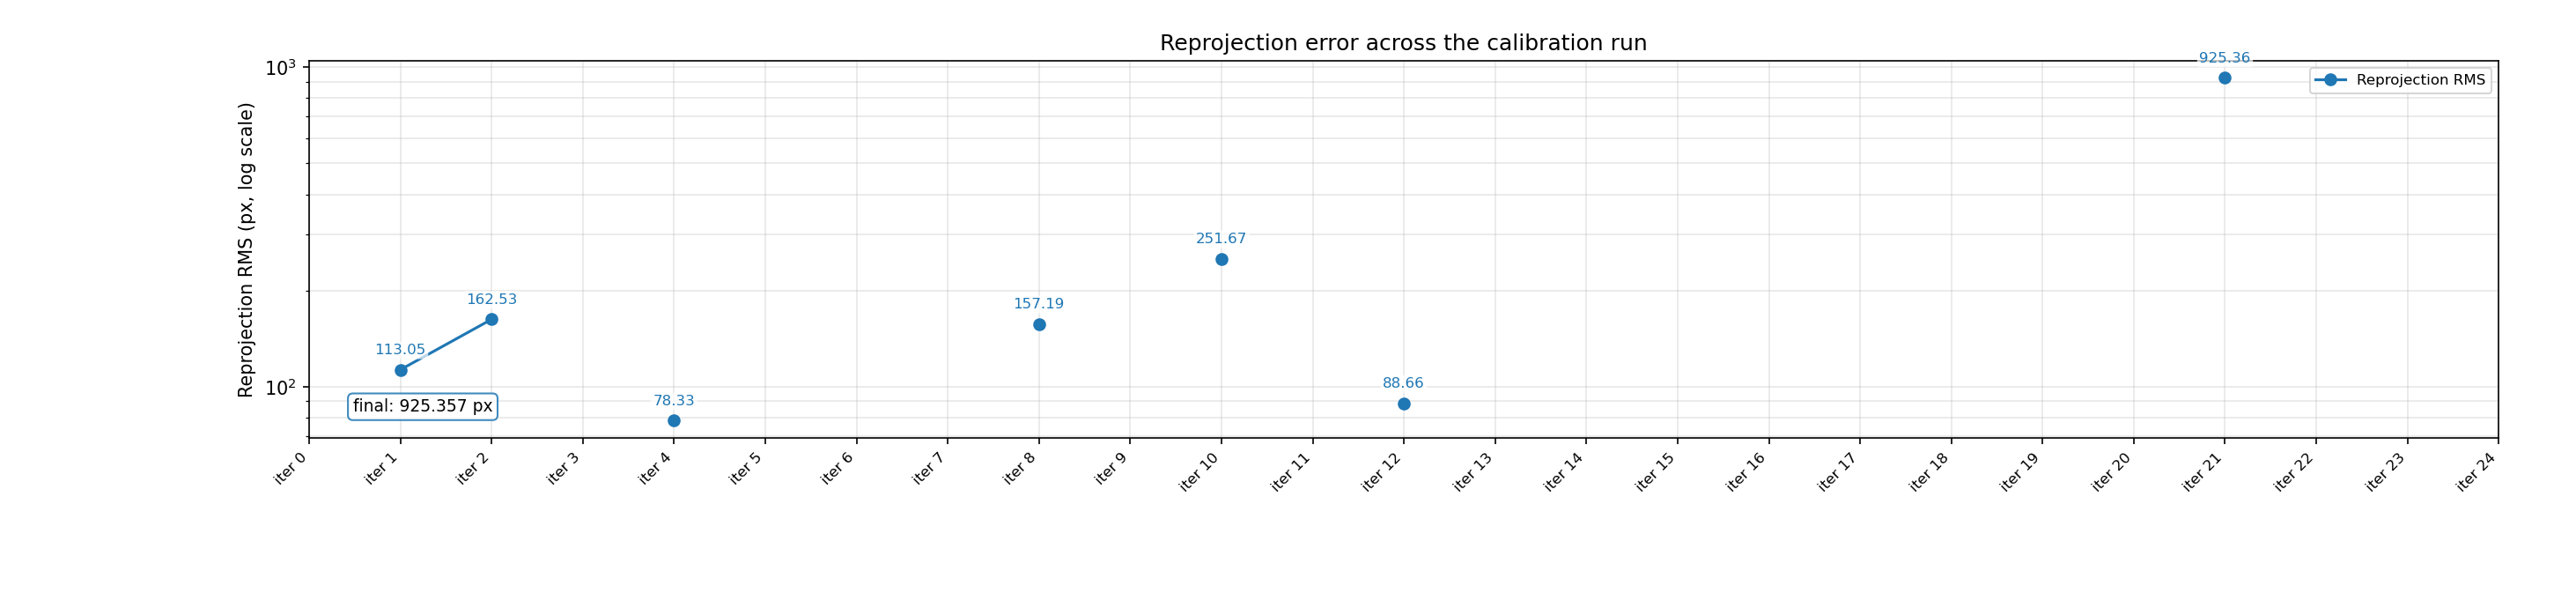 Reprojection error across the calibration run
Reprojection RMS (px, log scale)
10³
10²
925.36
Reprojection RMS
251.67
162.53
157.19
113.05
88.66
78.33
final: 925.357 px
iter 0
iter 1
iter 2
iter 3
iter 4
iter 5
iter 6
iter 7
iter 8
iter 9
iter 10
iter 11
iter 12
iter 13
iter 14
iter 15
iter 16
iter 17
iter 18
iter 19
iter 20
iter 21
iter 22
iter 23
iter 24